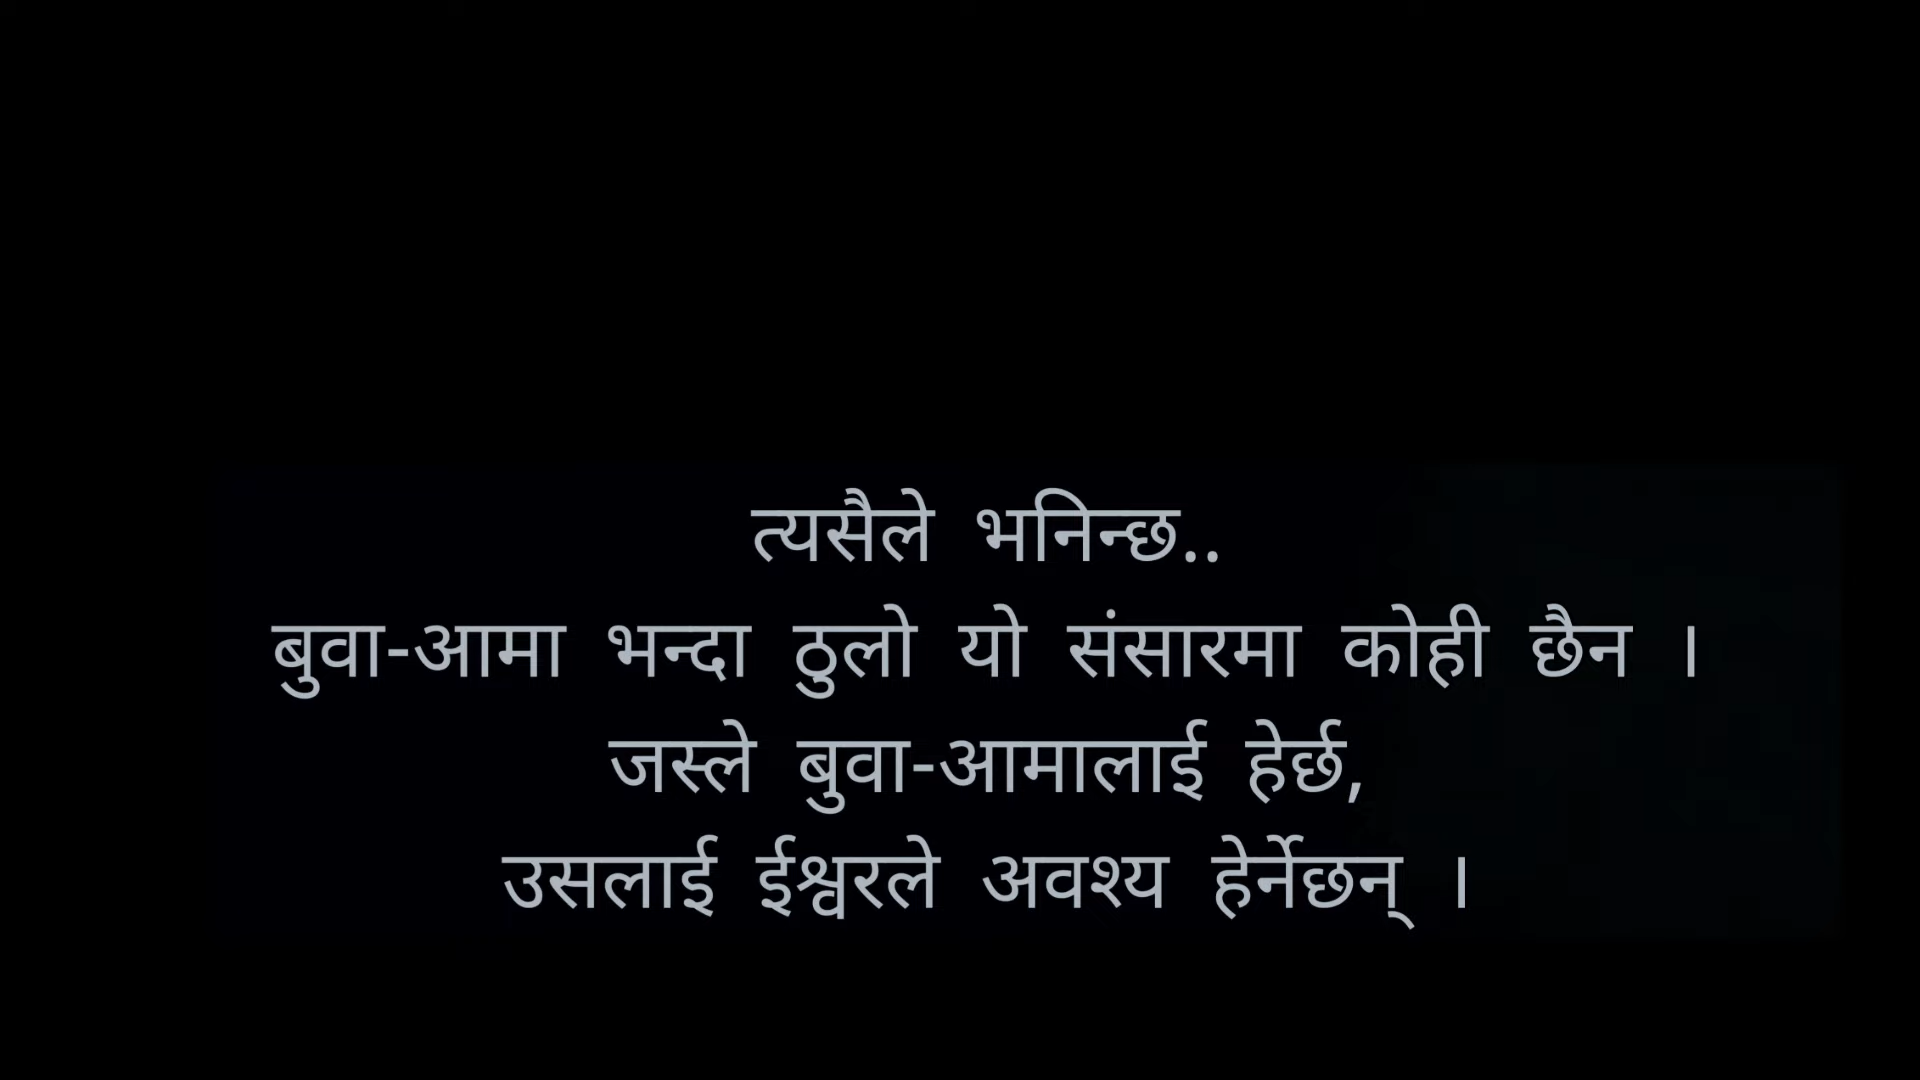 त्यसैले भनिन्छ..
बुवा-आमा भन्दा ठुलो यो संसारमा कोही छैन ।
जस्ले बुवा-आमालाई हेर्छ,
उसलाई ईश्वरले अवश्य हेर्नेछन् ।